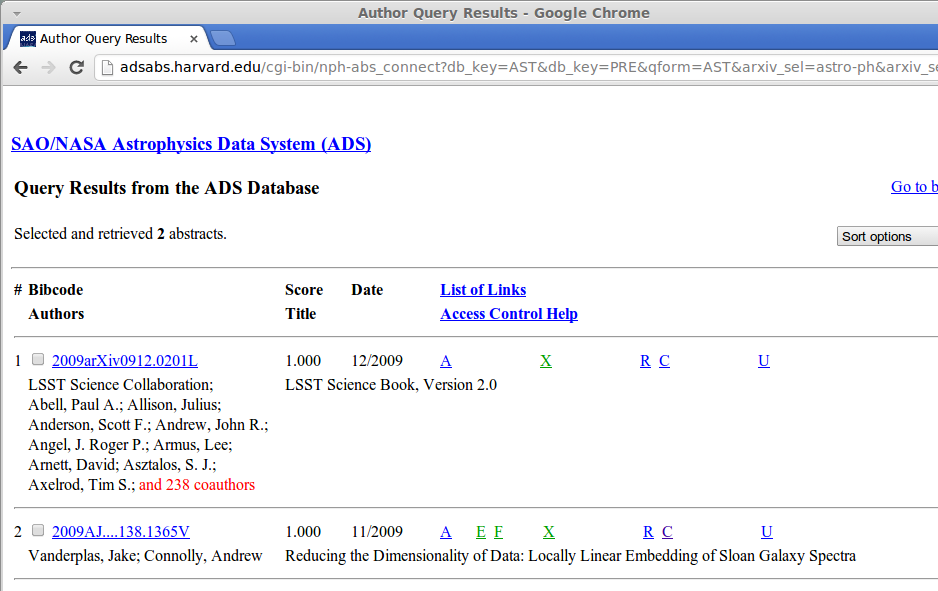 Author Query Results - Google Chrome
ads Author Query Results ×
adsabs.harvard.edu/cgi-bin/nph-abs_connect?db_key=AST&db_key=PRE&qform=AST&arxiv_sel=astro-ph&arxiv_se
SAO/NASA Astrophysics Data System (ADS)
Query Results from the ADS Database Go to b
Selected and retrieved 2 abstracts.
Sort options
# Bibcode Score Date List of Links
Authors Title Access Control Help
1 2009arXiv0912.0201L 1.000 12/2009 A X R C U
LSST Science Collaboration; LSST Science Book, Version 2.0
Abell, Paul A.; Allison, Julius;
Anderson, Scott F.; Andrew, John R.;
Angel, J. Roger P.; Armus, Lee;
Arnett, David; Asztalos, S. J.;
Axelrod, Tim S.; and 238 coauthors
2 2009AJ....138.1365V 1.000 11/2009 A E F X R C U
Vanderplas, Jake; Connolly, Andrew Reducing the Dimensionality of Data: Locally Linear Embedding of Sloan Galaxy Spectra